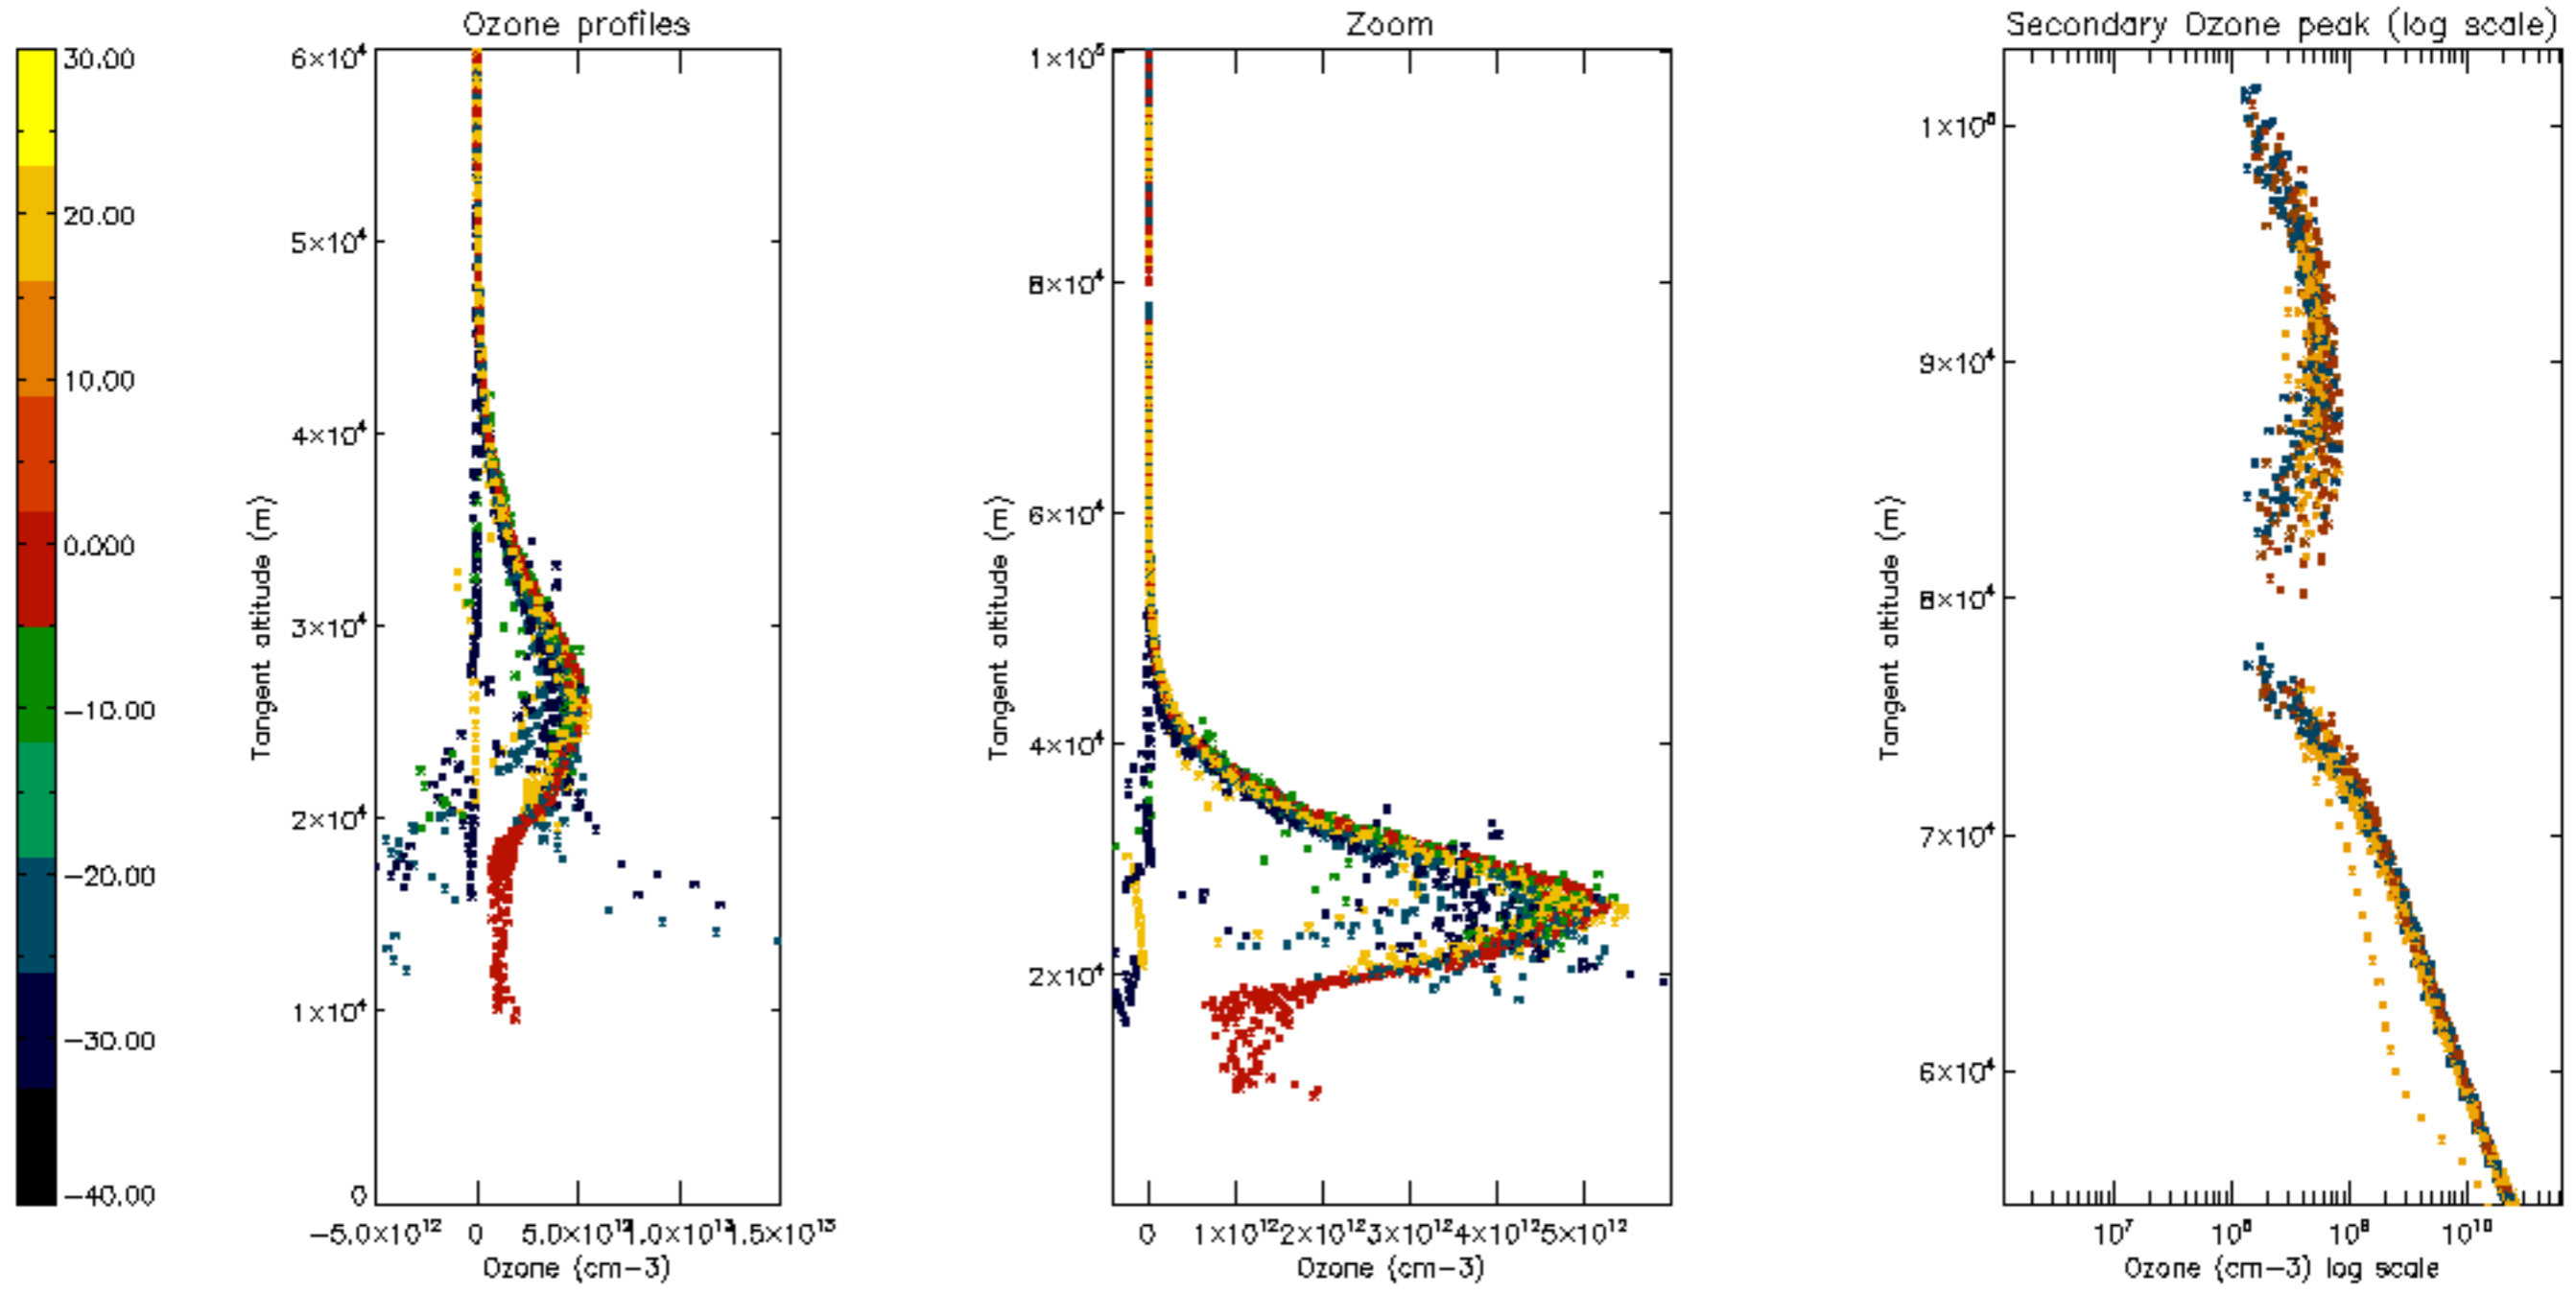 Ozone profiles
Zoom
Secondary Ozone peak (log scale)
30.00
20.00
10.00
0.000
−10.00
−20.00
−30.00
−40.00
6×10⁴
5×10⁴
4×10⁴
3×10⁴
2×10⁴
1×10⁴
0
Tangent altitude (m)
−5.0×10¹² 0 5.0×10¹² 1.0×10¹³ 1.5×10¹³
Ozone (cm−3)
1×10⁵
8×10⁴
6×10⁴
4×10⁴
2×10⁴
Tangent altitude (m)
0 1×10¹² 2×10¹² 3×10¹² 4×10¹² 5×10¹²
Ozone (cm−3)
1×10⁵
9×10⁴
8×10⁴
7×10⁴
6×10⁴
Tangent altitude (m)
10⁷ 10⁸ 10⁹ 10¹⁰
Ozone (cm−3) log scale